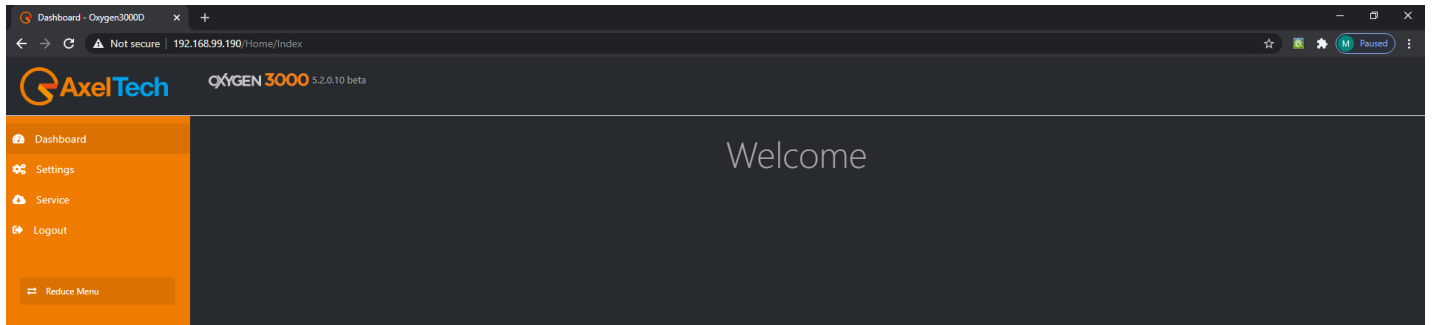 Dashboard - Oxygen3000D
Not secure | 192.168.99.190/Home/Index
M Paused
AxelTech
OXYGEN 3000 5.2.0.10 beta
Dashboard
Welcome
Settings
Service
Logout
Reduce Menu